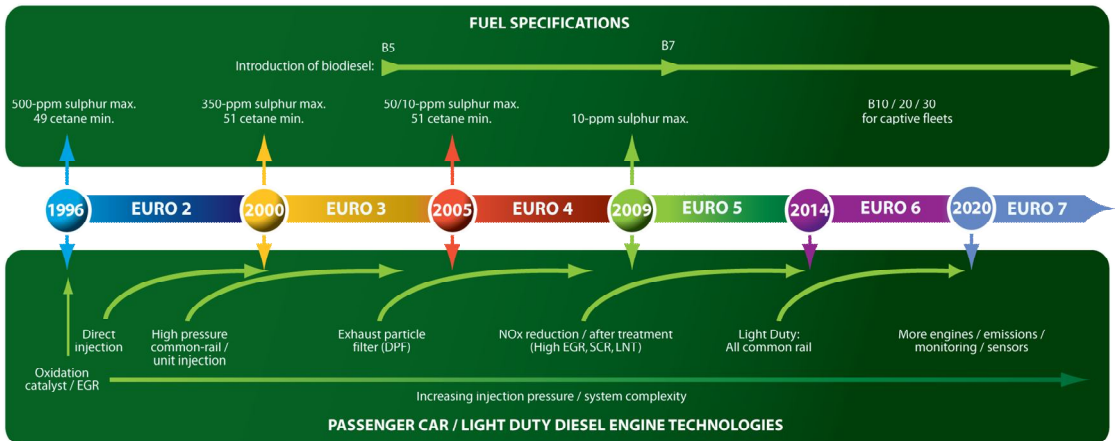 FUEL SPECIFICATIONS
B5
B7
Introduction of biodiesel:
500-ppm sulphur max.
49 cetane min.
350-ppm sulphur max.
51 cetane min.
50/10-ppm sulphur max.
51 cetane min.
10-ppm sulphur max.
B10 / 20 / 30
for captive fleets
1996
EURO 2
2000
EURO 3
2005
EURO 4
2009
EURO 5
2014
EURO 6
2020
EURO 7
Direct
injection
High pressure
common-rail /
unit injection
Exhaust particle
filter (DPF)
NOx reduction / after treatment
(High EGR, SCR, LNT)
Light Duty:
All common rail
More engines / emissions /
monitoring / sensors
Oxidation
catalyst / EGR
Increasing injection pressure / system complexity
PASSENGER CAR / LIGHT DUTY DIESEL ENGINE TECHNOLOGIES